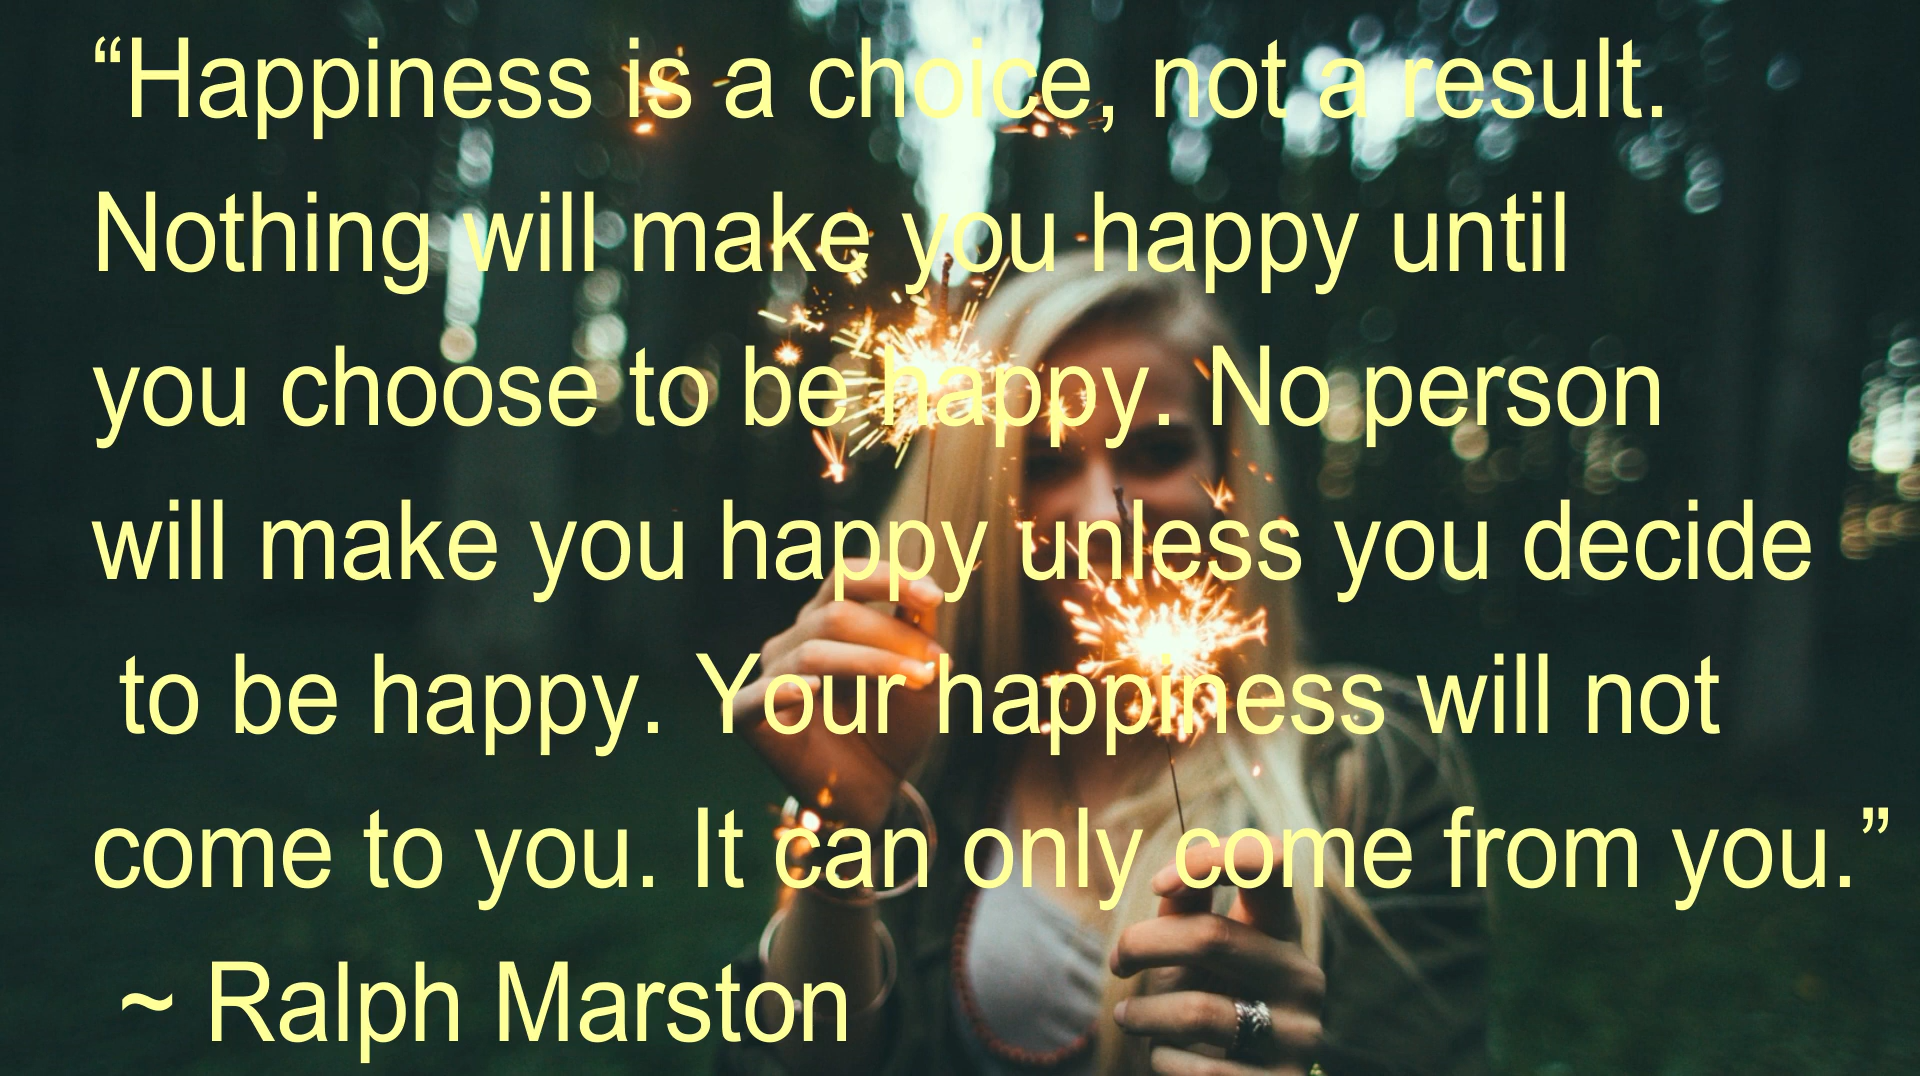 “Happiness is a choice, not a result.
Nothing will make you happy until
you choose to be happy. No person
will make you happy unless you decide
to be happy. Your happiness will not
come to you. It can only come from you.”
~ Ralph Marston